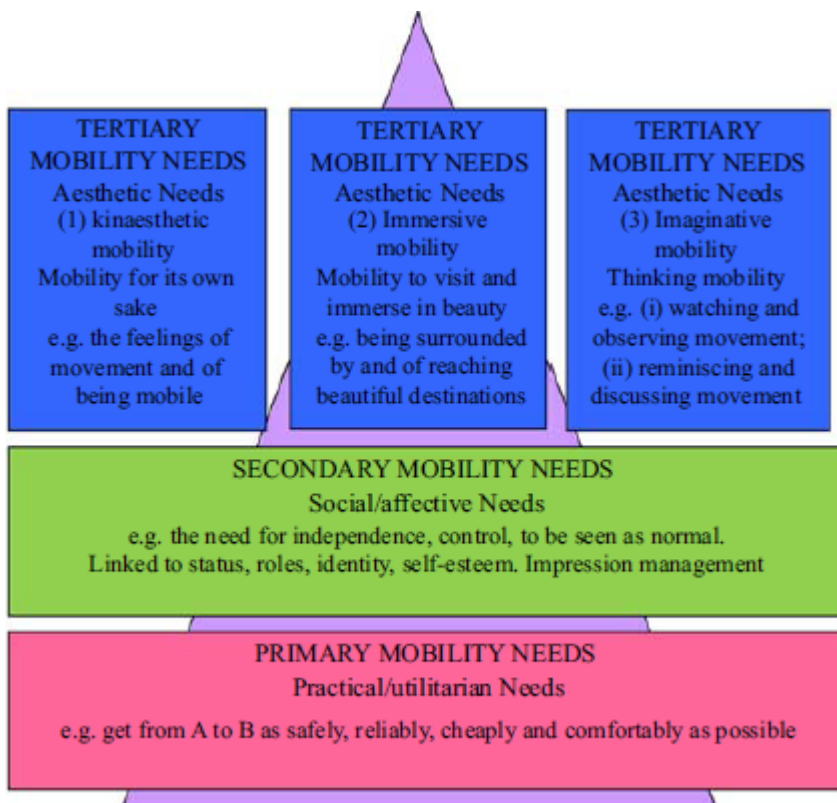 TERTIARY
MOBILITY NEEDS
Aesthetic Needs
(1) kinaesthetic
mobility
Mobility for its own
sake
e.g. the feelings of
movement and of
being mobile
TERTIARY
MOBILITY NEEDS
Aesthetic Needs
(2) Immersive
mobility
Mobility to visit and
immerse in beauty
e.g. being surrounded
by and of reaching
beautiful destinations
TERTIARY
MOBILITY NEEDS
Aesthetic Needs
(3) Imaginative
mobility
Thinking mobility
e.g. (i) watching and
observing movement;
(ii) reminiscing and
discussing movement
SECONDARY MOBILITY NEEDS
Social/affective Needs
e.g. the need for independence, control, to be seen as normal.
Linked to status, roles, identity, self-esteem. Impression management
PRIMARY MOBILITY NEEDS
Practical/utilitarian Needs
e.g. get from A to B as safely, reliably, cheaply and comfortably as possible